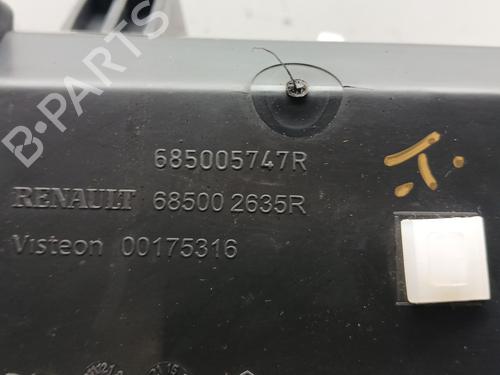 B-PARTS
685005747R
RENAULT 68500 2635R
Visteon 00175316